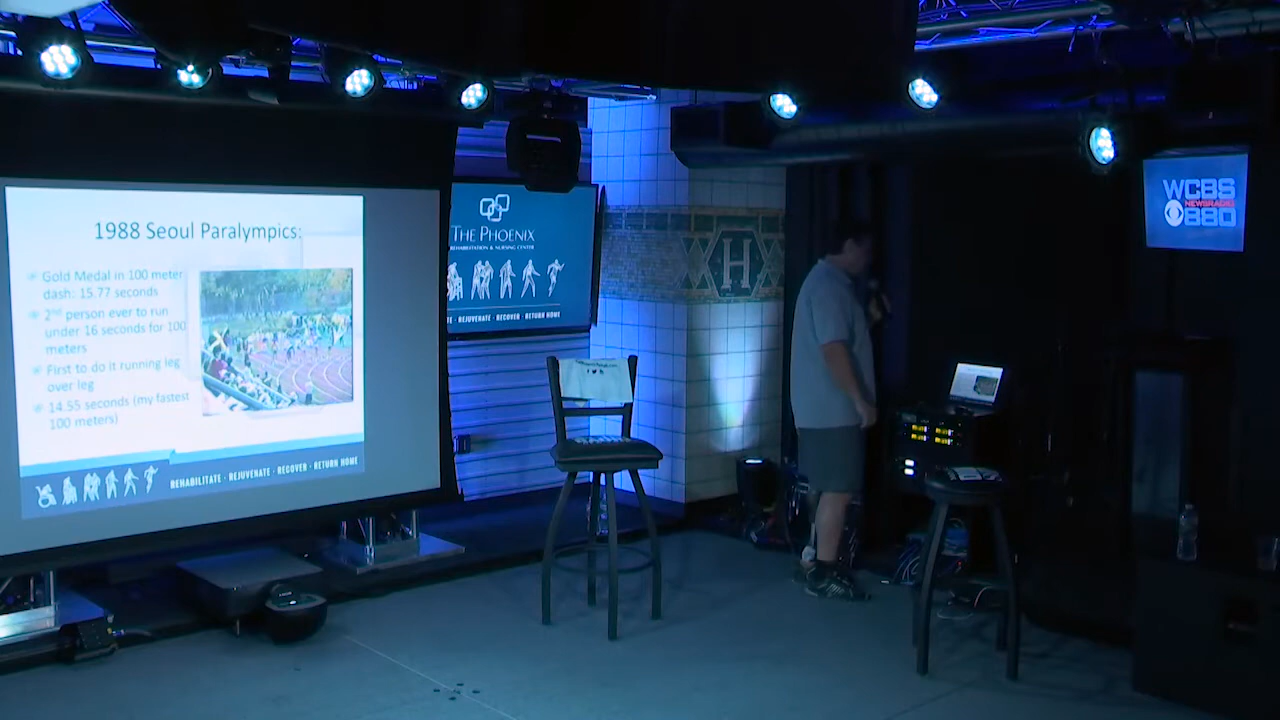 1988 Seoul Paralympics:
Gold Medal in 100 meter
dash: 15.77 seconds
2nd person ever to run
under 16 seconds for 100
meters
First to do it running leg
over leg
14.55 seconds (my fastest
100 meters)
REHABILITATE · REJUVENATE · RECOVER · RETURN HOME
THE PHOENIX
REHABILITATION & NURSING CENTER
REJUVENATE · RECOVER · RETURN HOME
H
WCBS
NEWSRADIO
880